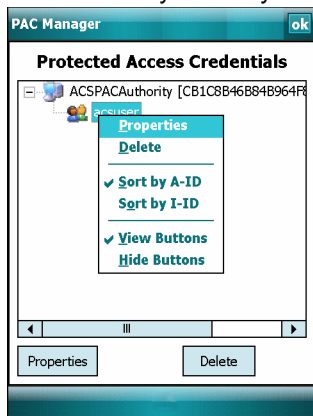 PAC Manager ok
Protected Access Credentials
ACSPACAuthority [CB1C8B46B84B964F
acsuser
Properties
Delete
Sort by A-ID
Sort by I-ID
View Buttons
Hide Buttons
Properties Delete